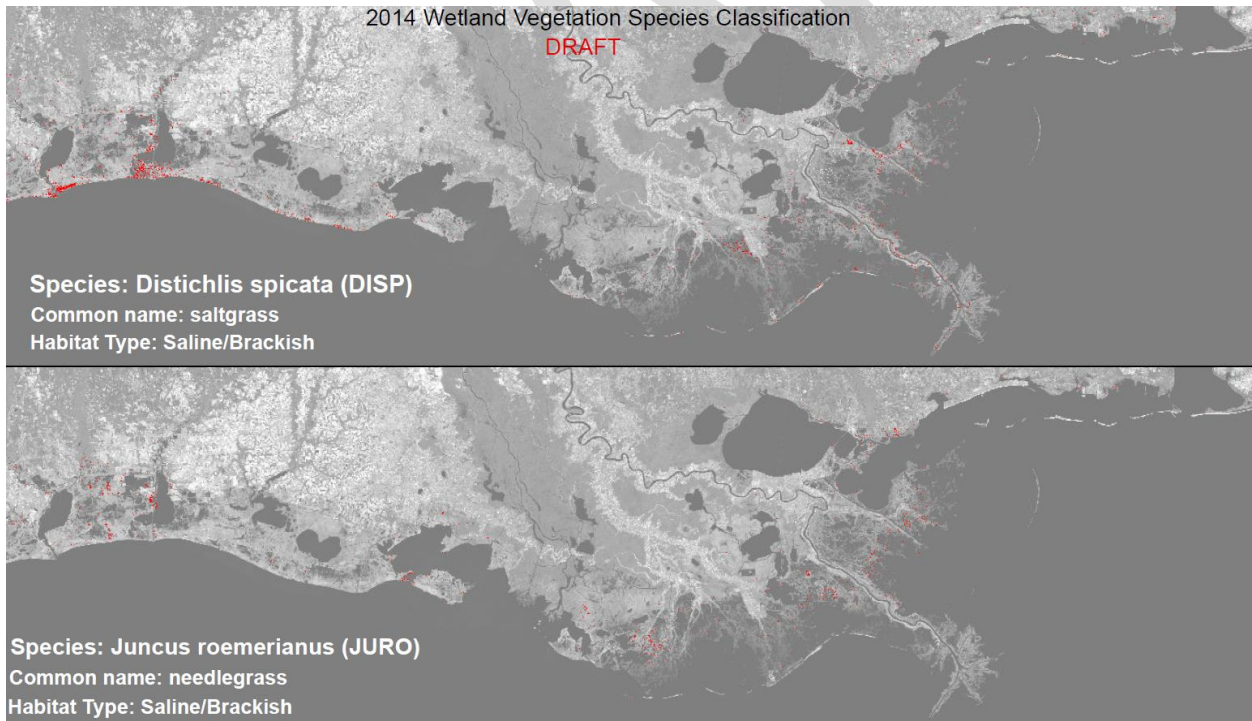 2014 Wetland Vegetation Species Classification
DRAFT
Species: Distichlis spicata (DISP)
Common name: saltgrass
Habitat Type: Saline/Brackish
Species: Juncus roemerianus (JURO)
Common name: needlegrass
Habitat Type: Saline/Brackish